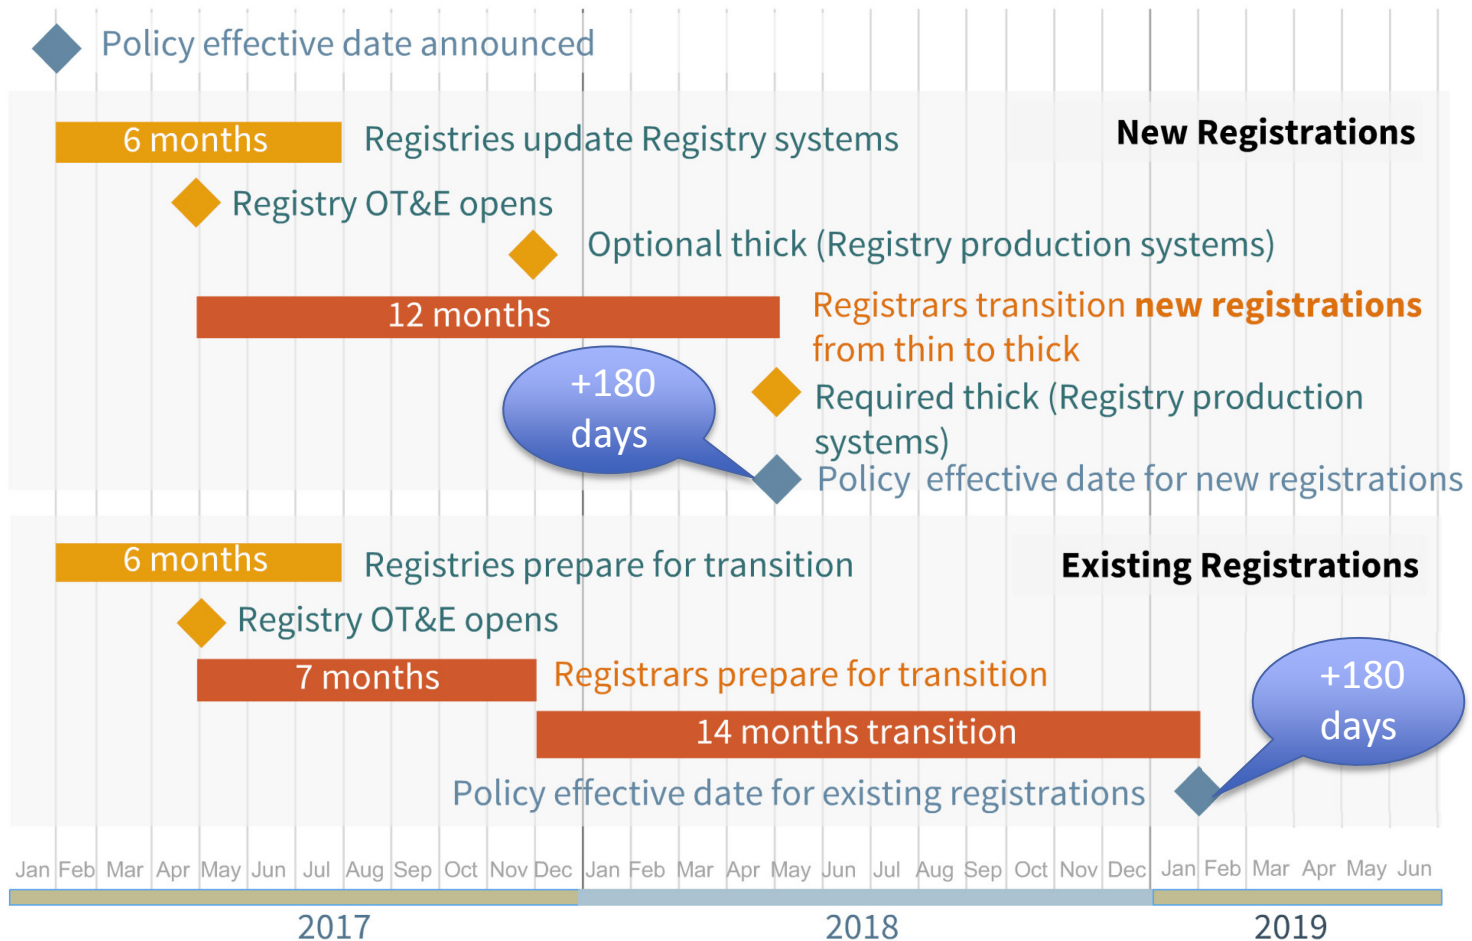 Policy effective date announced
6 months
Registries update Registry systems
New Registrations
Registry OT&E opens
Optional thick (Registry production systems)
12 months
Registrars transition new registrations
from thin to thick
+180
days
Required thick (Registry production
systems)
Policy effective date for new registrations
6 months
Registries prepare for transition
Existing Registrations
Registry OT&E opens
7 months
Registrars prepare for transition
+180
days
14 months transition
Policy effective date for existing registrations
Jan Feb Mar Apr May Jun Jul Aug Sep Oct Nov Dec Jan Feb Mar Apr May Jun Jul Aug Sep Oct Nov Dec Jan Feb Mar Apr May Jun
2017 2018 2019